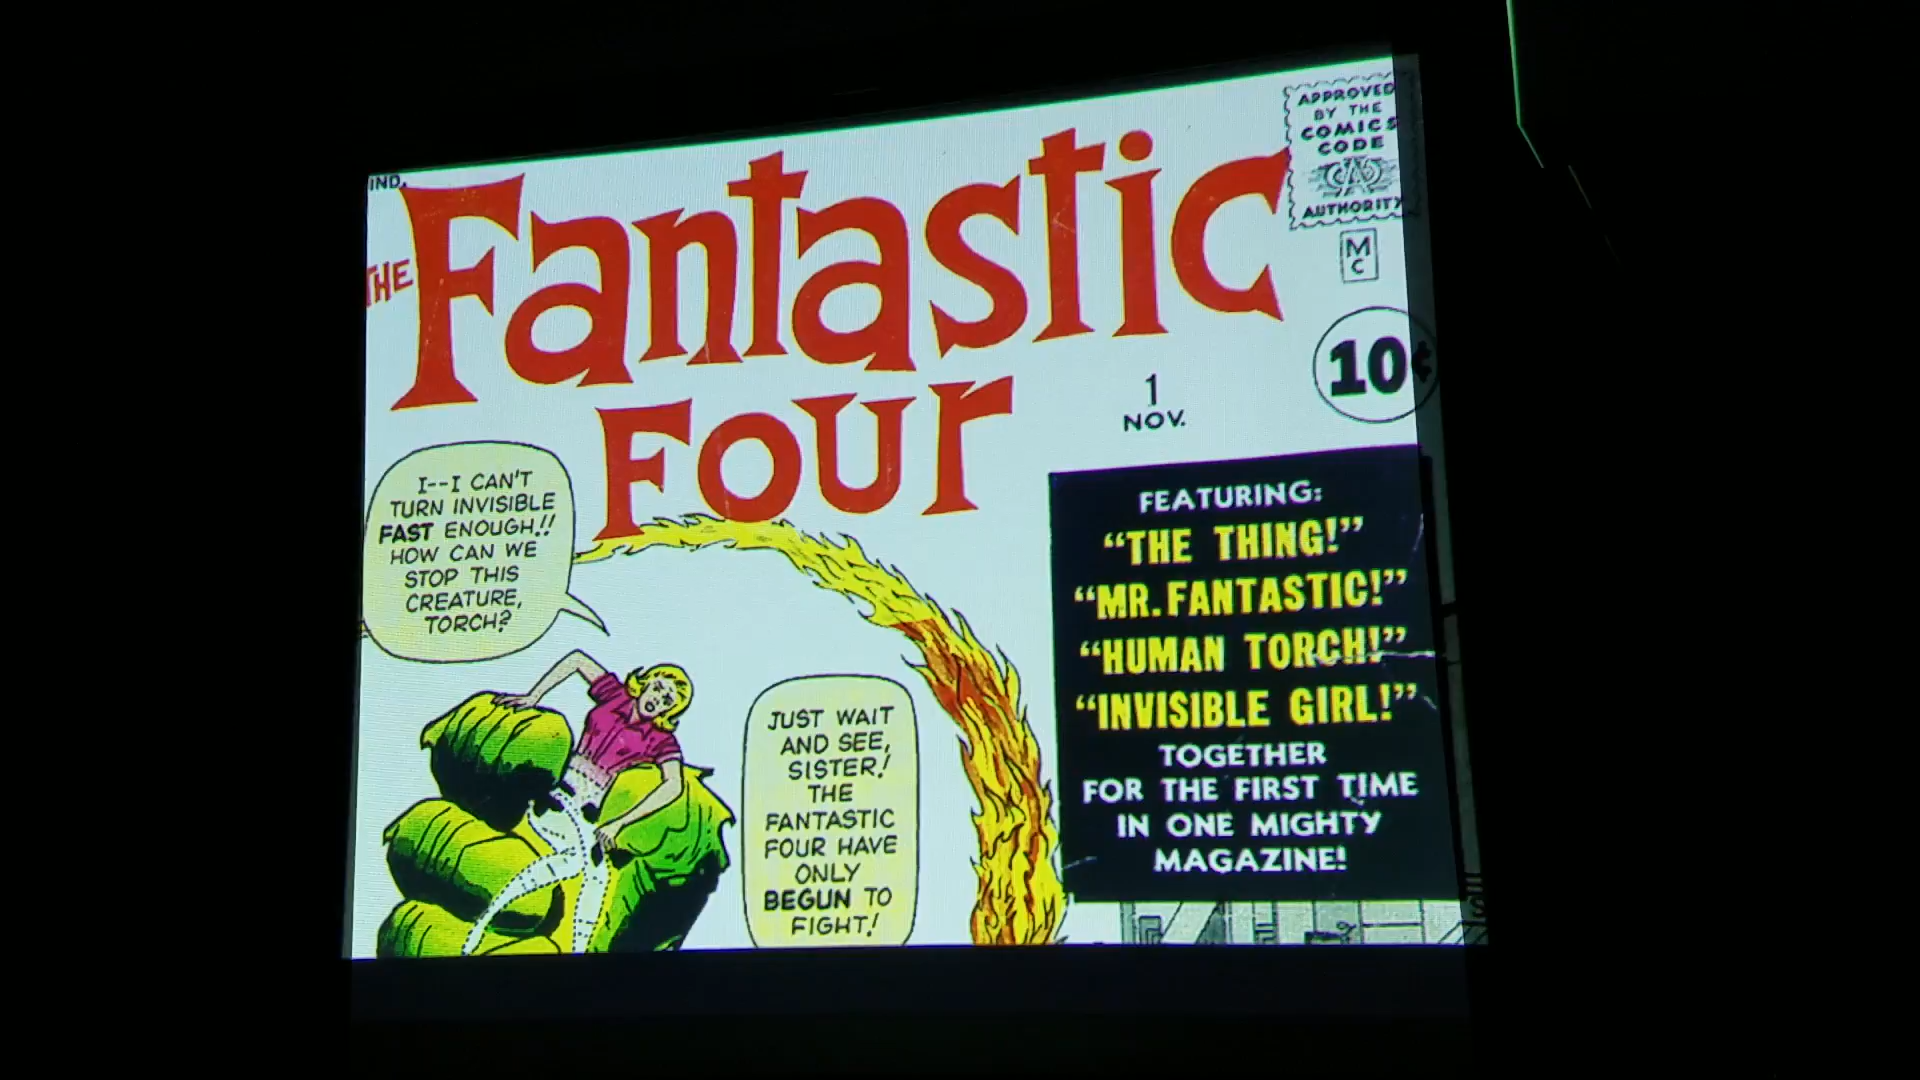 IND.
APPROVED
BY THE
COMICS
CODE
AUTHORITY
M
C
THE Fantastic
Four
1
NOV.
10¢
I--I CAN'T
TURN INVISIBLE
FAST ENOUGH!!
HOW CAN WE
STOP THIS
CREATURE,
TORCH?
JUST WAIT
AND SEE,
SISTER!
THE
FANTASTIC
FOUR HAVE
ONLY
BEGUN TO
FIGHT!
FEATURING:
"THE THING!"
"MR. FANTASTIC!"
"HUMAN TORCH!"
"INVISIBLE GIRL!"
TOGETHER
FOR THE FIRST TIME
IN ONE MIGHTY
MAGAZINE!